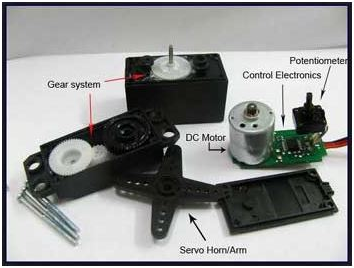 Potentiometer
Control Electronics
Gear system
DC Motor
Servo Horn/Arm